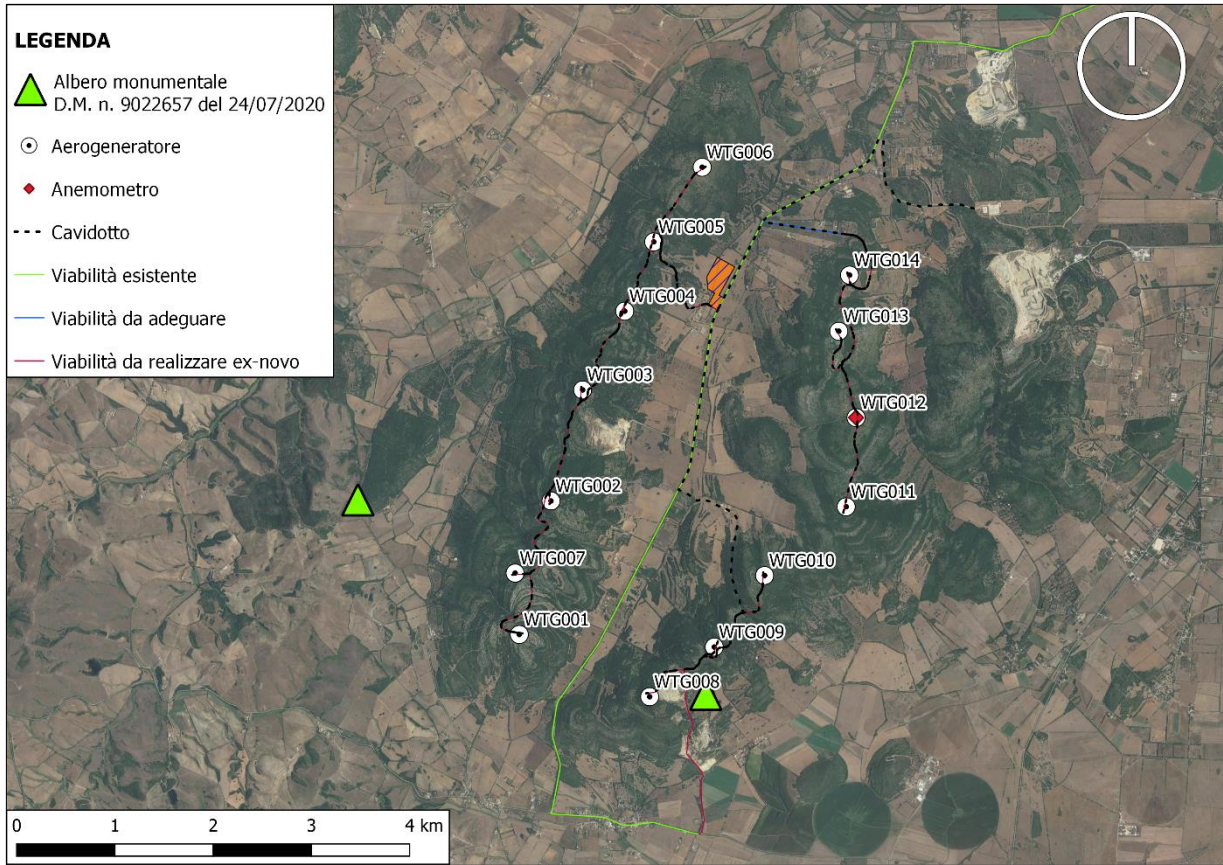 LEGENDA
Albero monumentale
D.M. n. 9022657 del 24/07/2020
Aerogeneratore
Anemometro
Cavidotto
Viabilità esistente
Viabilità da adeguare
Viabilità da realizzare ex-novo
WTG006
WTG005
WTG014
WTG004
WTG013
WTG003
WTG012
WTG002
WTG011
WTG007
WTG010
WTG001
WTG009
WTG008
0 1 2 3 4 km